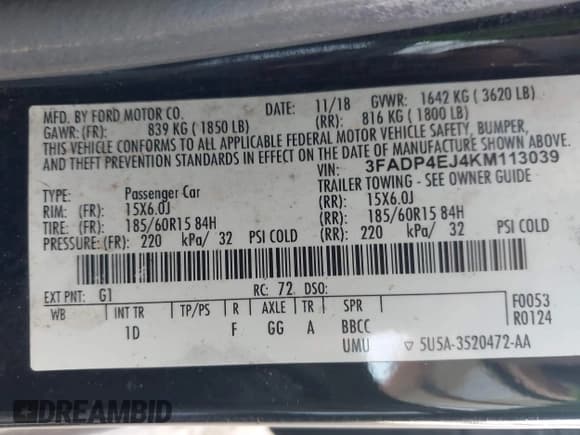 MFD. BY FORD MOTOR CO. DATE: 11/18 GVWR: 1642 KG ( 3620 LB)
GAWR: (FR): 839 KG ( 1850 LB) (RR): 816 KG ( 1800 LB)
THIS VEHICLE CONFORMS TO ALL APPLICABLE FEDERAL MOTOR VEHICLE SAFETY, BUMPER,
AND THEFT PREVENTION STANDARDS IN EFFECT ON THE DATE OF MANUFACTURE SHOWN ABOVE.
VIN: 3FADP4EJ4KM113039
TYPE: Passenger Car TRAILER TOWING - SEE OWNER GUIDE
RIM: (FR): 15X6.0J (RR): 15X6.0J
TIRE: (FR): 185/60R15 84H (RR): 185/60R15 84H
PRESSURE: (FR): 220 kPa/ 32 PSI COLD (RR): 220 kPa/ 32 PSI COLD
EXT PNT: G1 RC: 72 DSO: F0053
WB INT TR TP/PS R AXLE TR SPR R0124
1D F GG A BBCC
UMU ▽ 5U5A-3520472-AA
DREAMBID